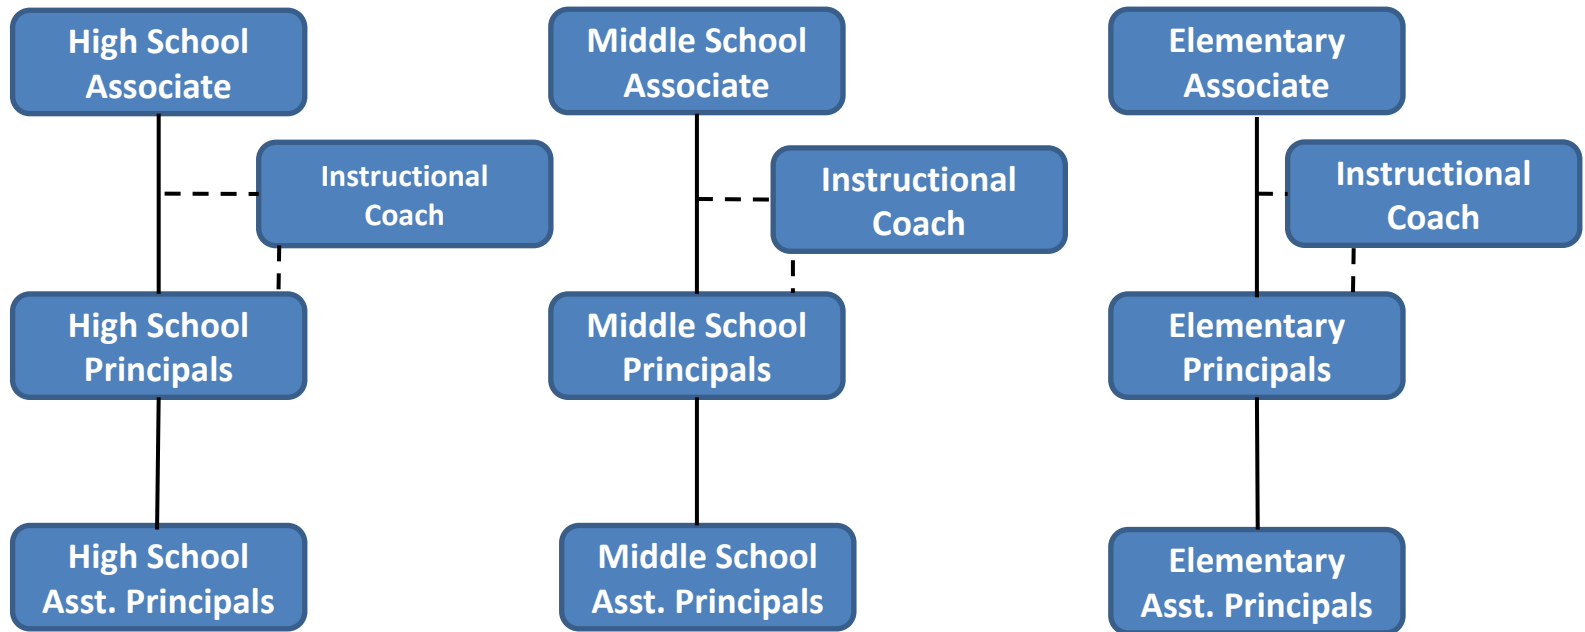 High School
Associate
Middle School
Associate
Elementary
Associate
Instructional
Coach
Instructional
Coach
Instructional
Coach
High School
Principals
Middle School
Principals
Elementary
Principals
High School
Asst. Principals
Middle School
Asst. Principals
Elementary
Asst. Principals